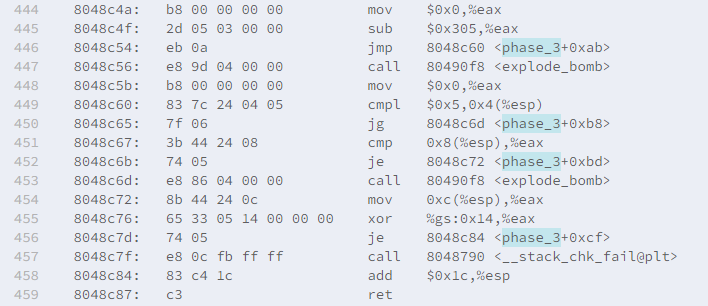 444 8048c4a: b8 00 00 00 00 mov $0x0,%eax
445 8048c4f: 2d 05 03 00 00 sub $0x305,%eax
446 8048c54: eb 0a jmp 8048c60 <phase_3+0xab>
447 8048c56: e8 9d 04 00 00 call 80490f8 <explode_bomb>
448 8048c5b: b8 00 00 00 00 mov $0x0,%eax
449 8048c60: 83 7c 24 04 05 cmpl $0x5,0x4(%esp)
450 8048c65: 7f 06 jg 8048c6d <phase_3+0xb8>
451 8048c67: 3b 44 24 08 cmp 0x8(%esp),%eax
452 8048c6b: 74 05 je 8048c72 <phase_3+0xbd>
453 8048c6d: e8 86 04 00 00 call 80490f8 <explode_bomb>
454 8048c72: 8b 44 24 0c mov 0xc(%esp),%eax
455 8048c76: 65 33 05 14 00 00 00 xor %gs:0x14,%eax
456 8048c7d: 74 05 je 8048c84 <phase_3+0xcf>
457 8048c7f: e8 0c fb ff ff call 8048790 <__stack_chk_fail@plt>
458 8048c84: 83 c4 1c add $0x1c,%esp
459 8048c87: c3 ret